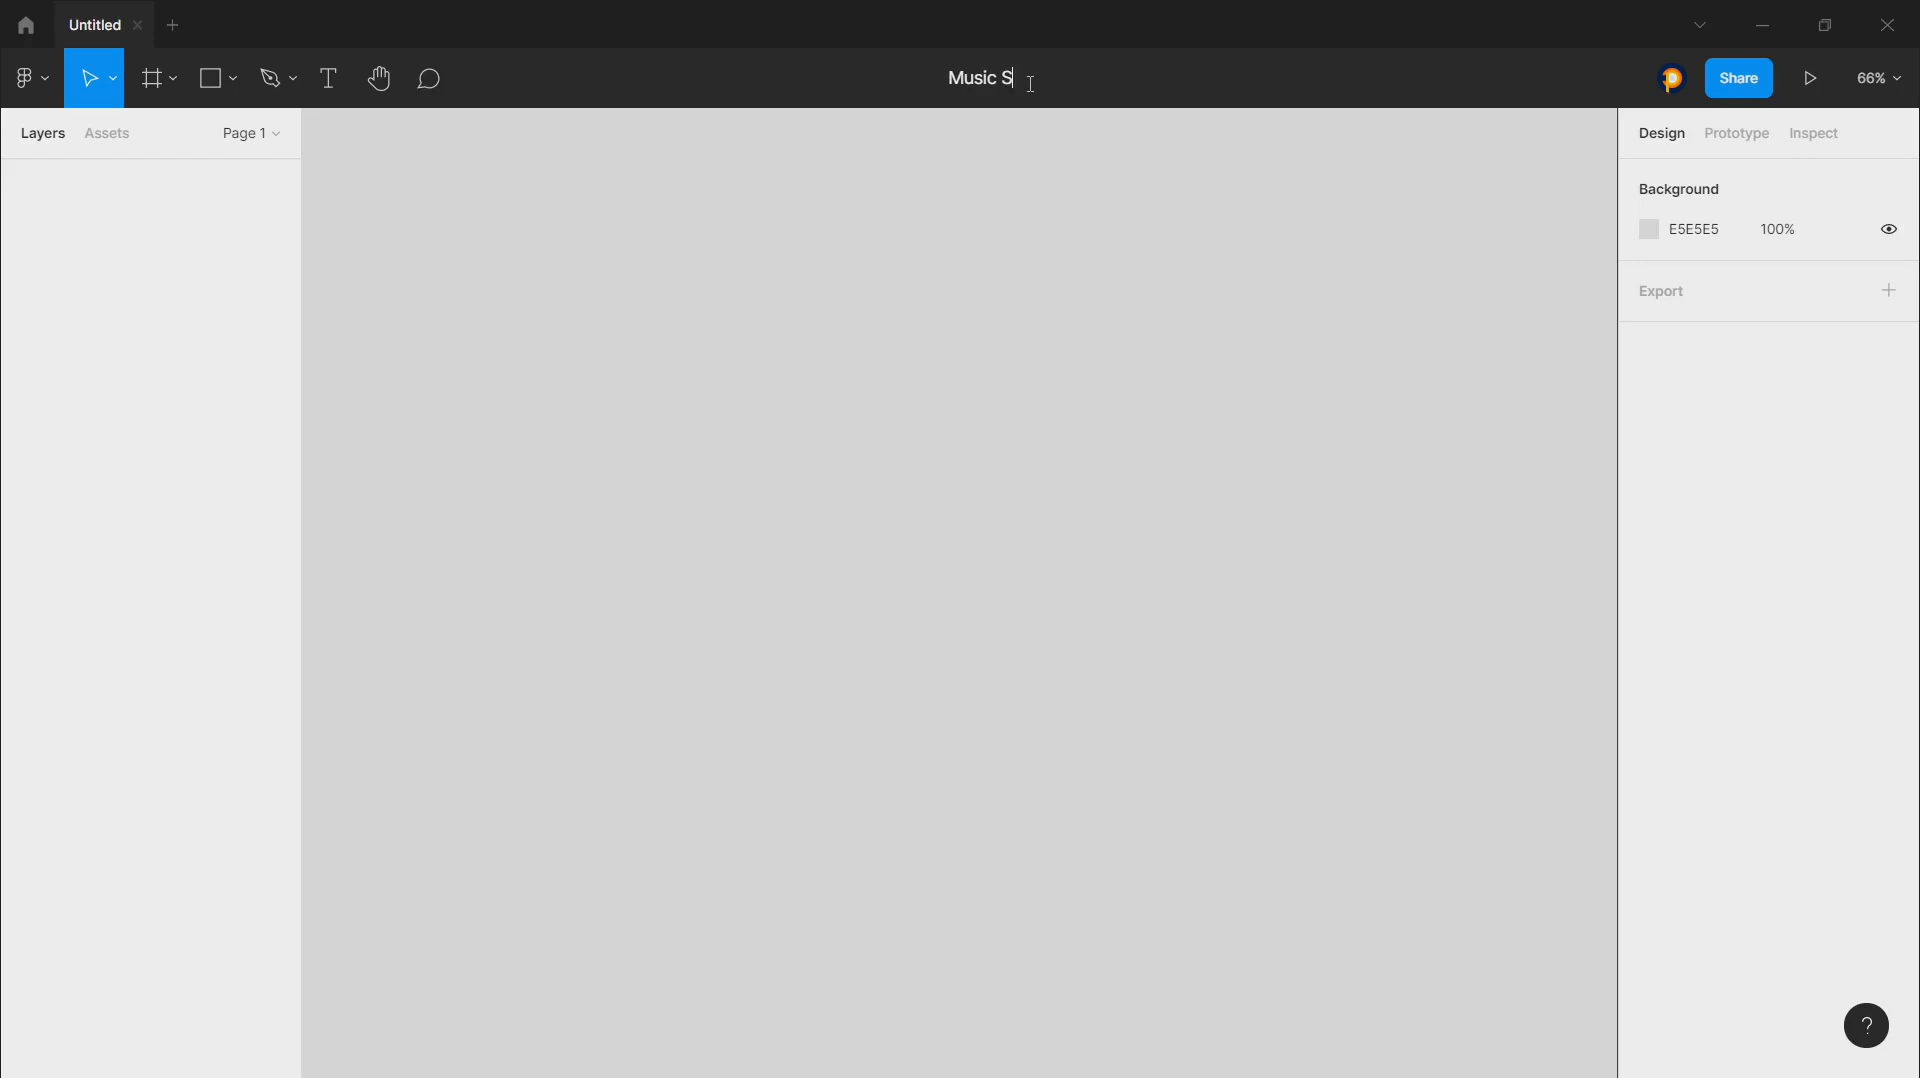 Untitled
Music S
Share
66%
Layers
Assets
Page 1
Design
Prototype
Inspect
Background
E5E5E5
100%
Export
?